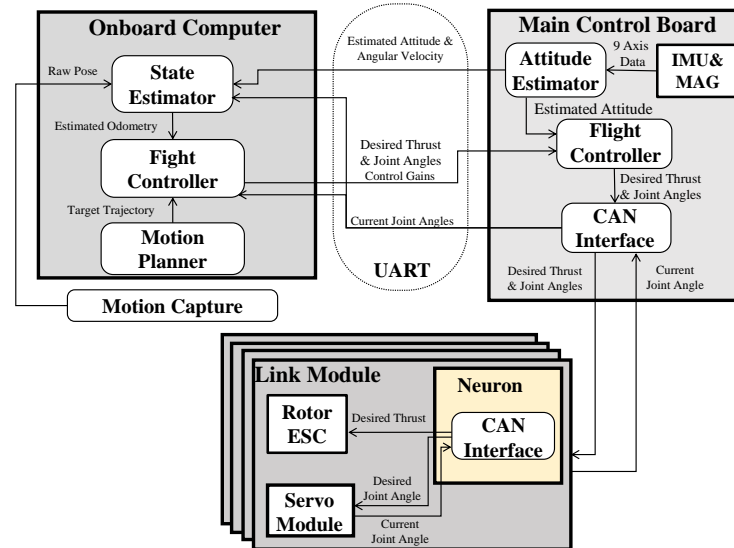 Onboard Computer
Raw Pose
State
Estimator
Estimated Odometry
Fight
Controller
Target Trajectory
Motion
Planner
Motion Capture
Estimated Attitude &
Angular Velocity
Desired Thrust
& Joint Angles
Control Gains
Current Joint Angles
UART
Main Control Board
Attitude
Estimator
9 Axis
Data
IMU&
MAG
Estimated Attitude
Flight
Controller
Desired Thrust
& Joint Angles
CAN
Interface
Desired Thrust
& Joint Angles
Current
Joint Angle
Link Module
Neuron
Rotor
ESC
Desired Thrust
CAN
Interface
Servo
Module
Desired
Joint Angle
Current
Joint Angle